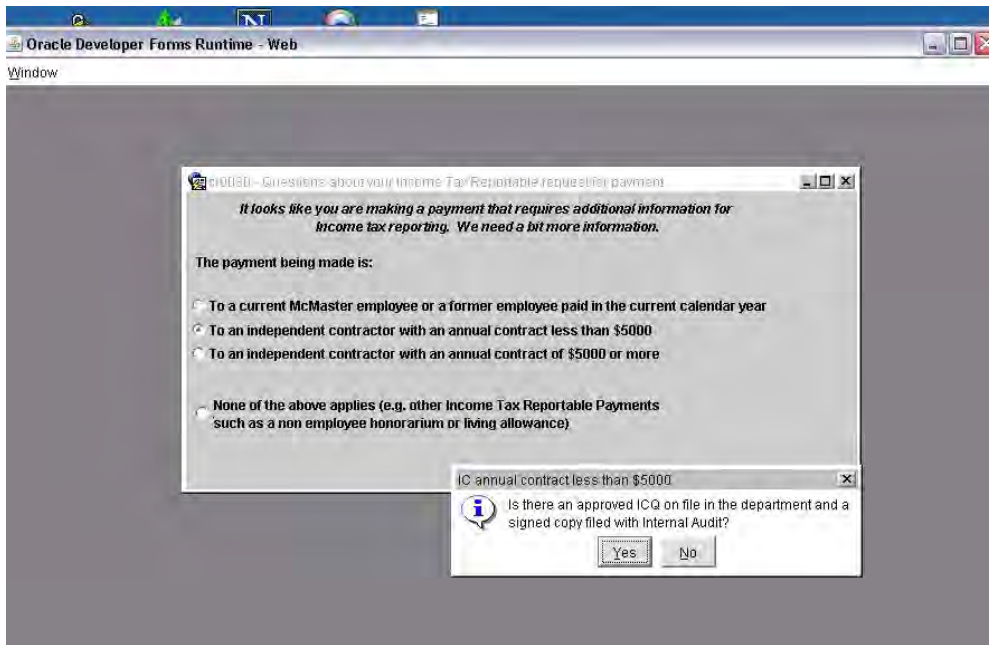 N
Oracle Developer Forms Runtime - Web
Window
Questions about your Income Tax Reportable request for payment
It looks like you are making a payment that requires additional information for
Income tax reporting. We need a bit more information.
The payment being made is:
To a current McMaster employee or a former employee paid in the current calendar year
To an independent contractor with an annual contract less than $5000
To an independent contractor with an annual contract of $5000 or more
None of the above applies (e.g. other Income Tax Reportable Payments
such as a non employee honorarium or living allowance)
IC annual contract less than $5000
Is there an approved ICQ on file in the department and a
signed copy filed with Internal Audit?
Yes No